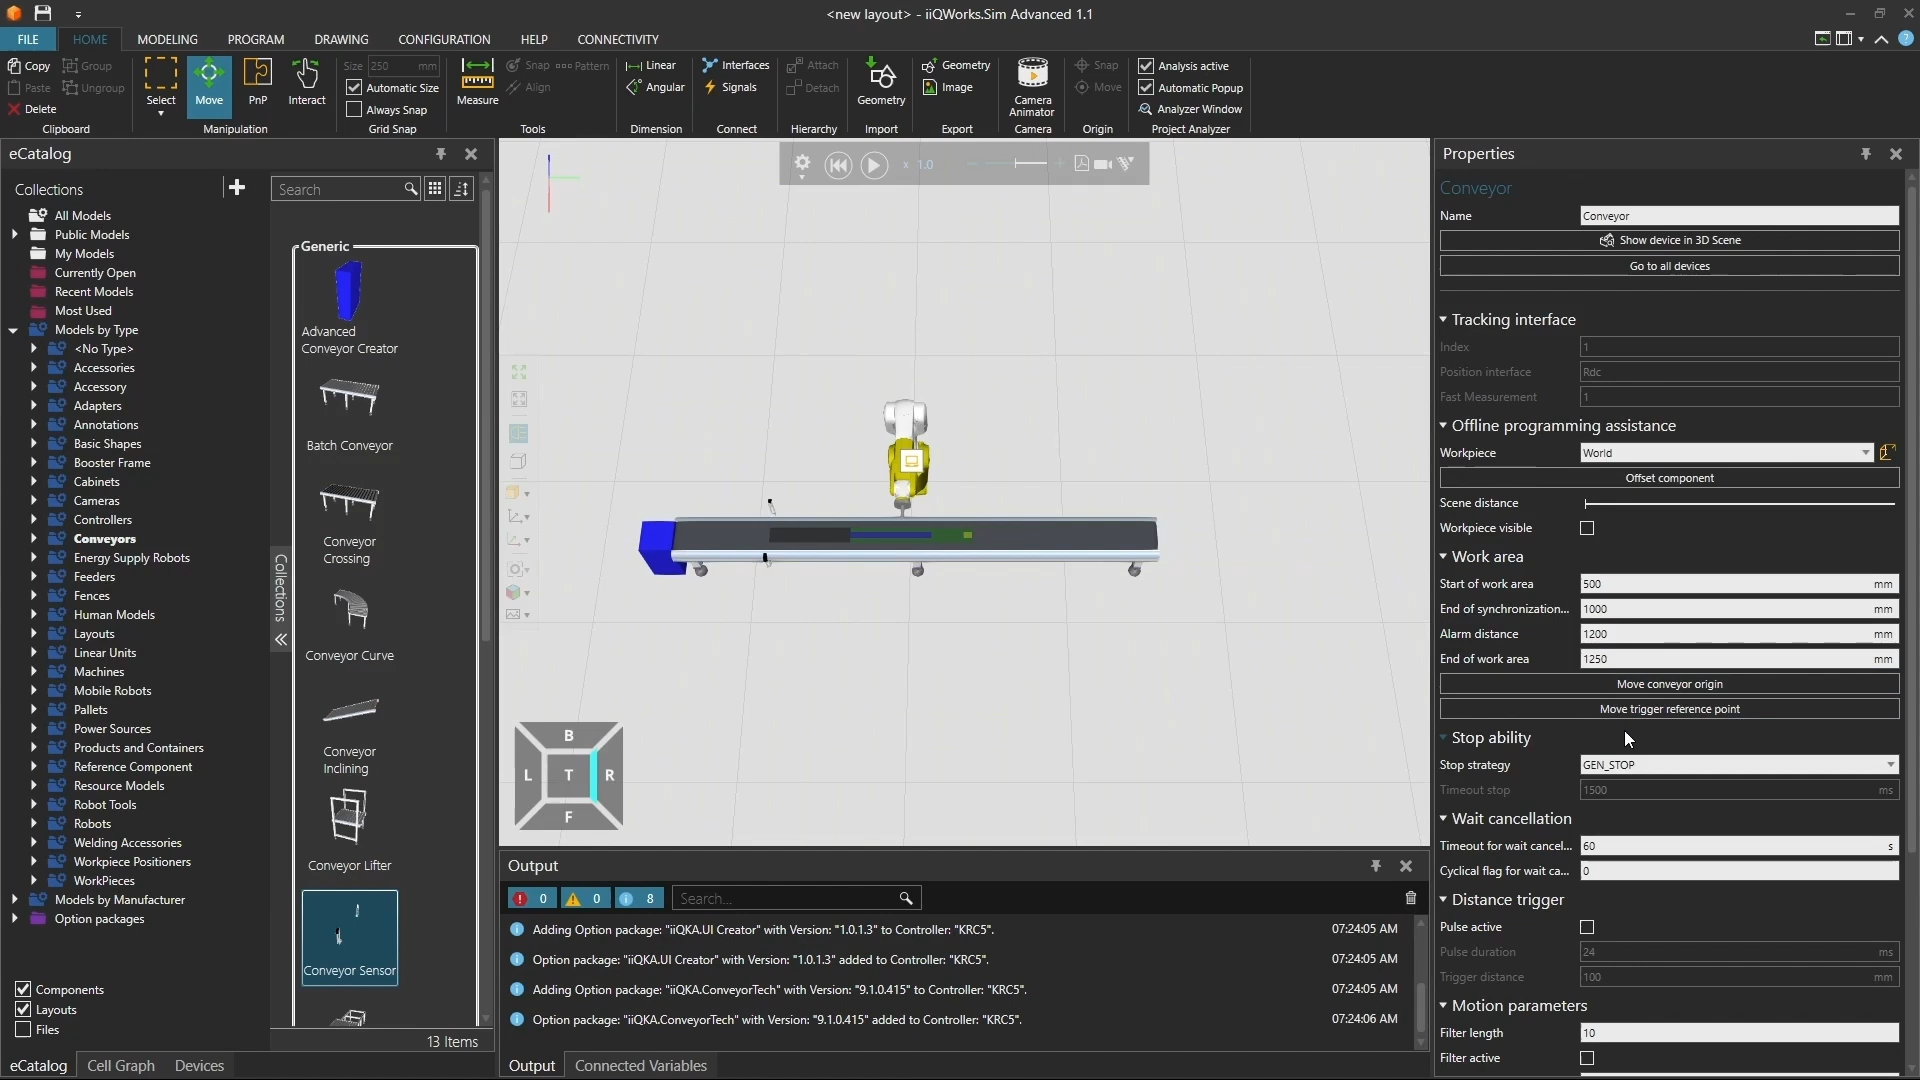 <new layout> - iiQWorks.Sim Advanced 1.1
FILE
HOME
MODELING
PROGRAM
DRAWING
CONFIGURATION
HELP
CONNECTIVITY
Copy
Group
Paste
Ungroup
Delete
Clipboard
Select
Move
PnP
Interact
Manipulation
Size 250 mm
Automatic Size
Always Snap
Grid Snap
Measure
Snap
Pattern
Align
Tools
Linear
Angular
Dimension
Interfaces
Signals
Connect
Attach
Detach
Hierarchy
Geometry
Import
Geometry
Image
Export
Camera Animator
Camera
Snap
Move
Origin
Analysis active
Automatic Popup
Analyzer Window
Project Analyzer
eCatalog
Collections
All Models
Public Models
My Models
Currently Open
Recent Models
Most Used
Models by Type
<No Type>
Accessories
Accessory
Adapters
Annotations
Basic Shapes
Booster Frame
Cabinets
Cameras
Controllers
Conveyors
Energy Supply Robots
Feeders
Fences
Human Models
Layouts
Linear Units
Machines
Mobile Robots
Pallets
Power Sources
Products and Containers
Reference Component
Resource Models
Robot Tools
Robots
Welding Accessories
Workpiece Positioners
WorkPieces
Models by Manufacturer
Option packages
Components
Layouts
Files
Collections
Search
Generic
Advanced
Conveyor Creator
Batch Conveyor
Conveyor
Crossing
Conveyor Curve
Conveyor
Inclining
Conveyor Lifter
Conveyor Sensor
13 Items
eCatalog
Cell Graph
Devices
x 1.0
B
L
T
R
F
Output
0
0
8
Search...
Adding Option package: "iiQKA.UI Creator" with Version: "1.0.1.3" to Controller: "KRC5". 07:24:05 AM
Option package: "iiQKA.UI Creator" with Version: "1.0.1.3" added to Controller: "KRC5". 07:24:05 AM
Adding Option package: "iiQKA.ConveyorTech" with Version: "9.1.0.415" to Controller: "KRC5". 07:24:05 AM
Option package: "iiQKA.ConveyorTech" with Version: "9.1.0.415" added to Controller: "KRC5". 07:24:06 AM
Output
Connected Variables
Properties
Conveyor
Name Conveyor
Show device in 3D Scene
Go to all devices
Tracking interface
Index 1
Position interface Rdc
Fast Measurement 1
Offline programming assistance
Workpiece World
Offset component
Scene distance
Workpiece visible
Work area
Start of work area 500 mm
End of synchronization... 1000 mm
Alarm distance 1200 mm
End of work area 1250 mm
Move conveyor origin
Move trigger reference point
Stop ability
Stop strategy GEN_STOP
Timeout stop 1500 ms
Wait cancellation
Timeout for wait cancel... 60 s
Cyclical flag for wait ca... 0
Distance trigger
Pulse active
Pulse duration 24 ms
Trigger distance 100 mm
Motion parameters
Filter length 10
Filter active